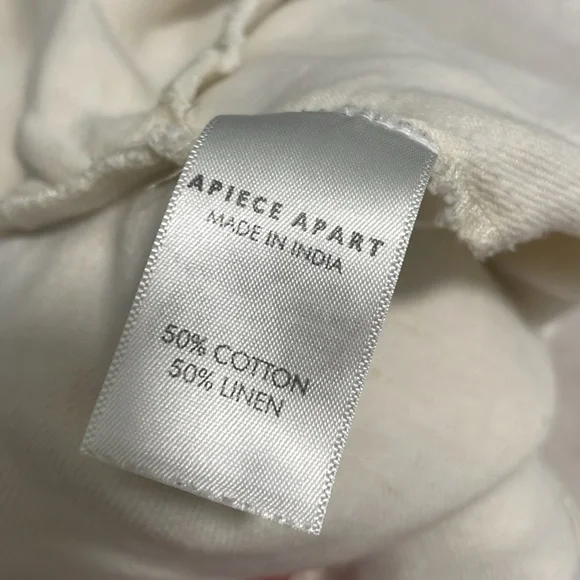 APIECE APART
MADE IN INDIA
50% COTTON
50% LINEN